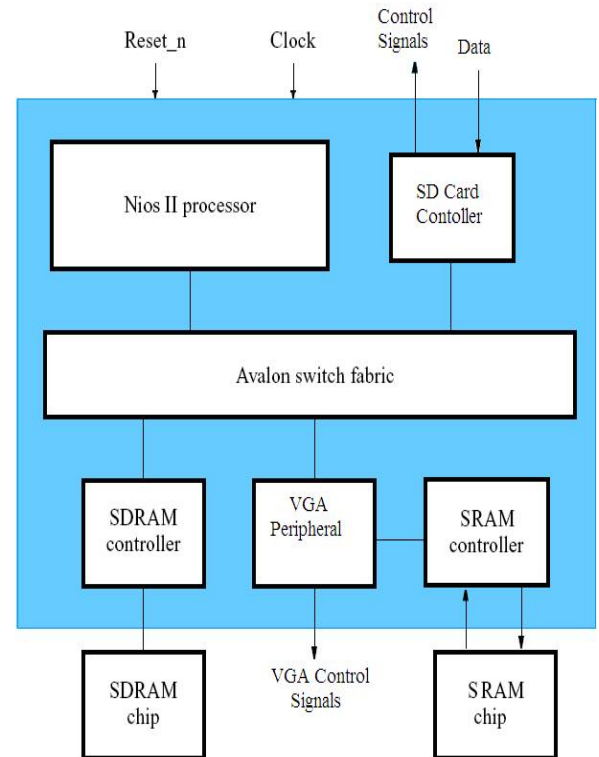 Reset_n
Clock
Control
Signals
Data
Nios II processor
SD Card
Contoller
Avalon switch fabric
SDRAM
controller
VGA
Peripheral
SRAM
controller
SDRAM
chip
VGA Control
Signals
SRAM
chip